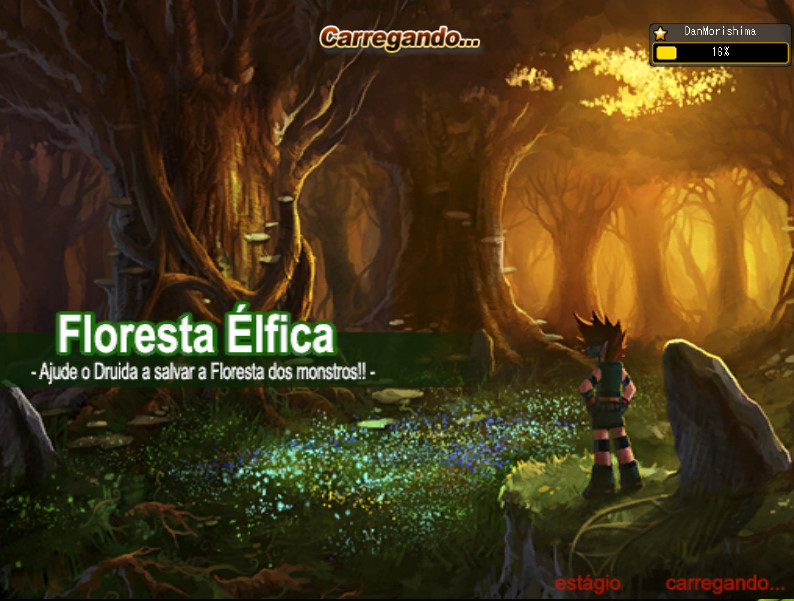 Carregando...
DanMorishima
16%
Floresta Élfica
- Ajude o Druida a salvar a Floresta dos monstros!! -
estágio carregando...